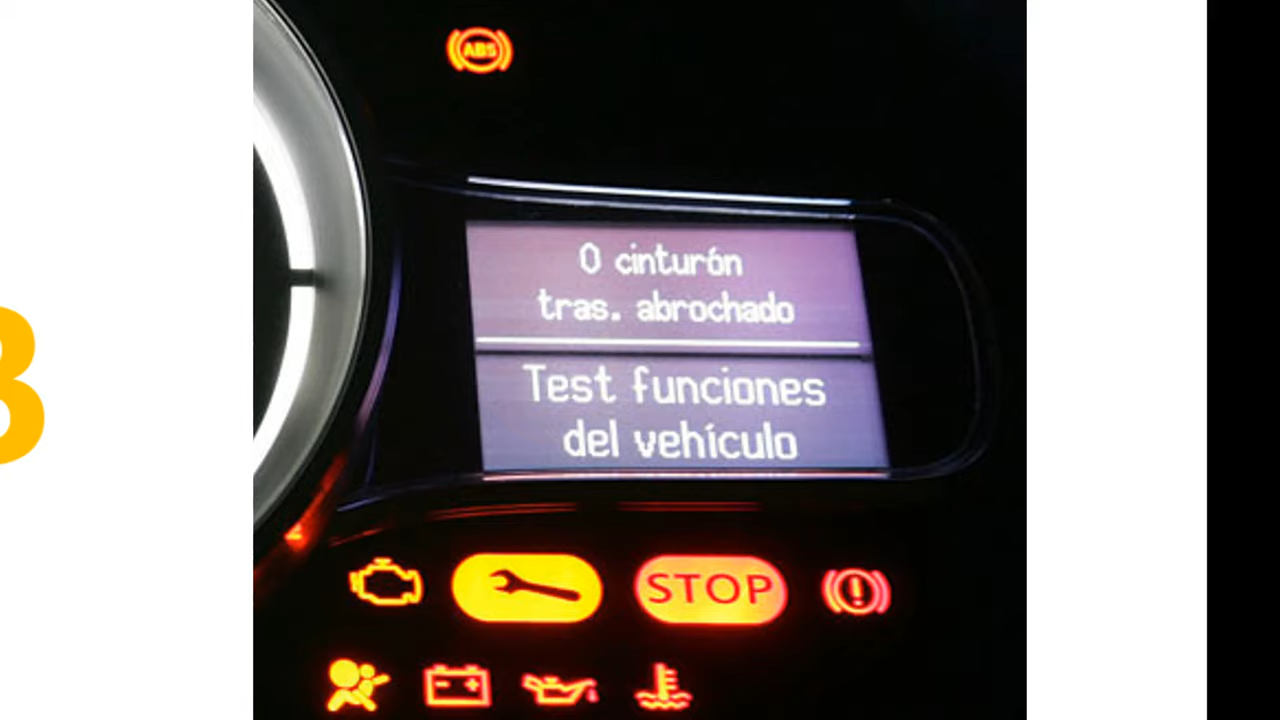 ABS
0 cinturón
tras. abrochado
Test funciones
del vehículo
STOP